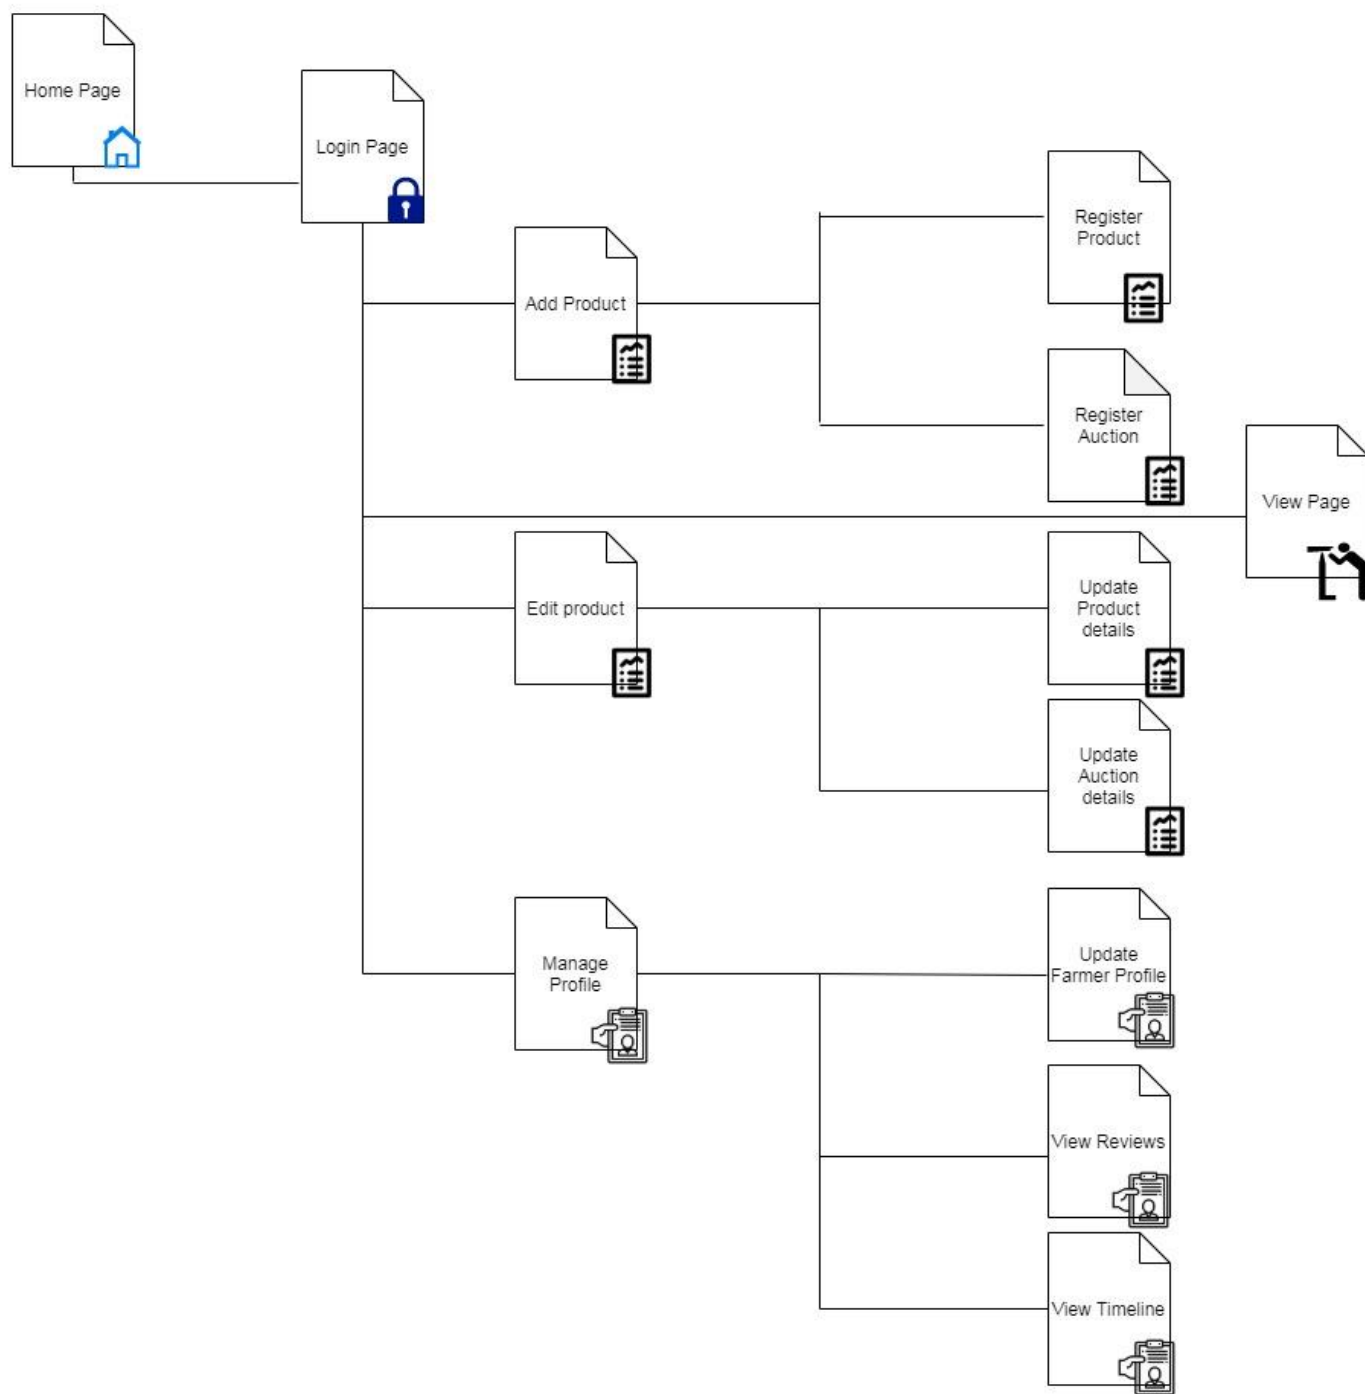 Home Page
Login Page
Add Product
Register
Product
Register
Auction
View Page
Edit product
Update
Product
details
Update
Auction
details
Manage
Profile
Update
Farmer Profile
View Reviews
View Timeline